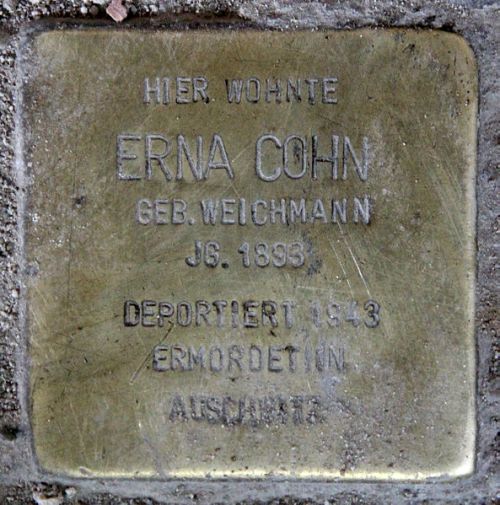 HIER WOHNTE
ERNA COHN
GEB. WEICHMANN
JG. 1893
DEPORTIERT 1943
ERMORDET IN
AUSCHWITZ